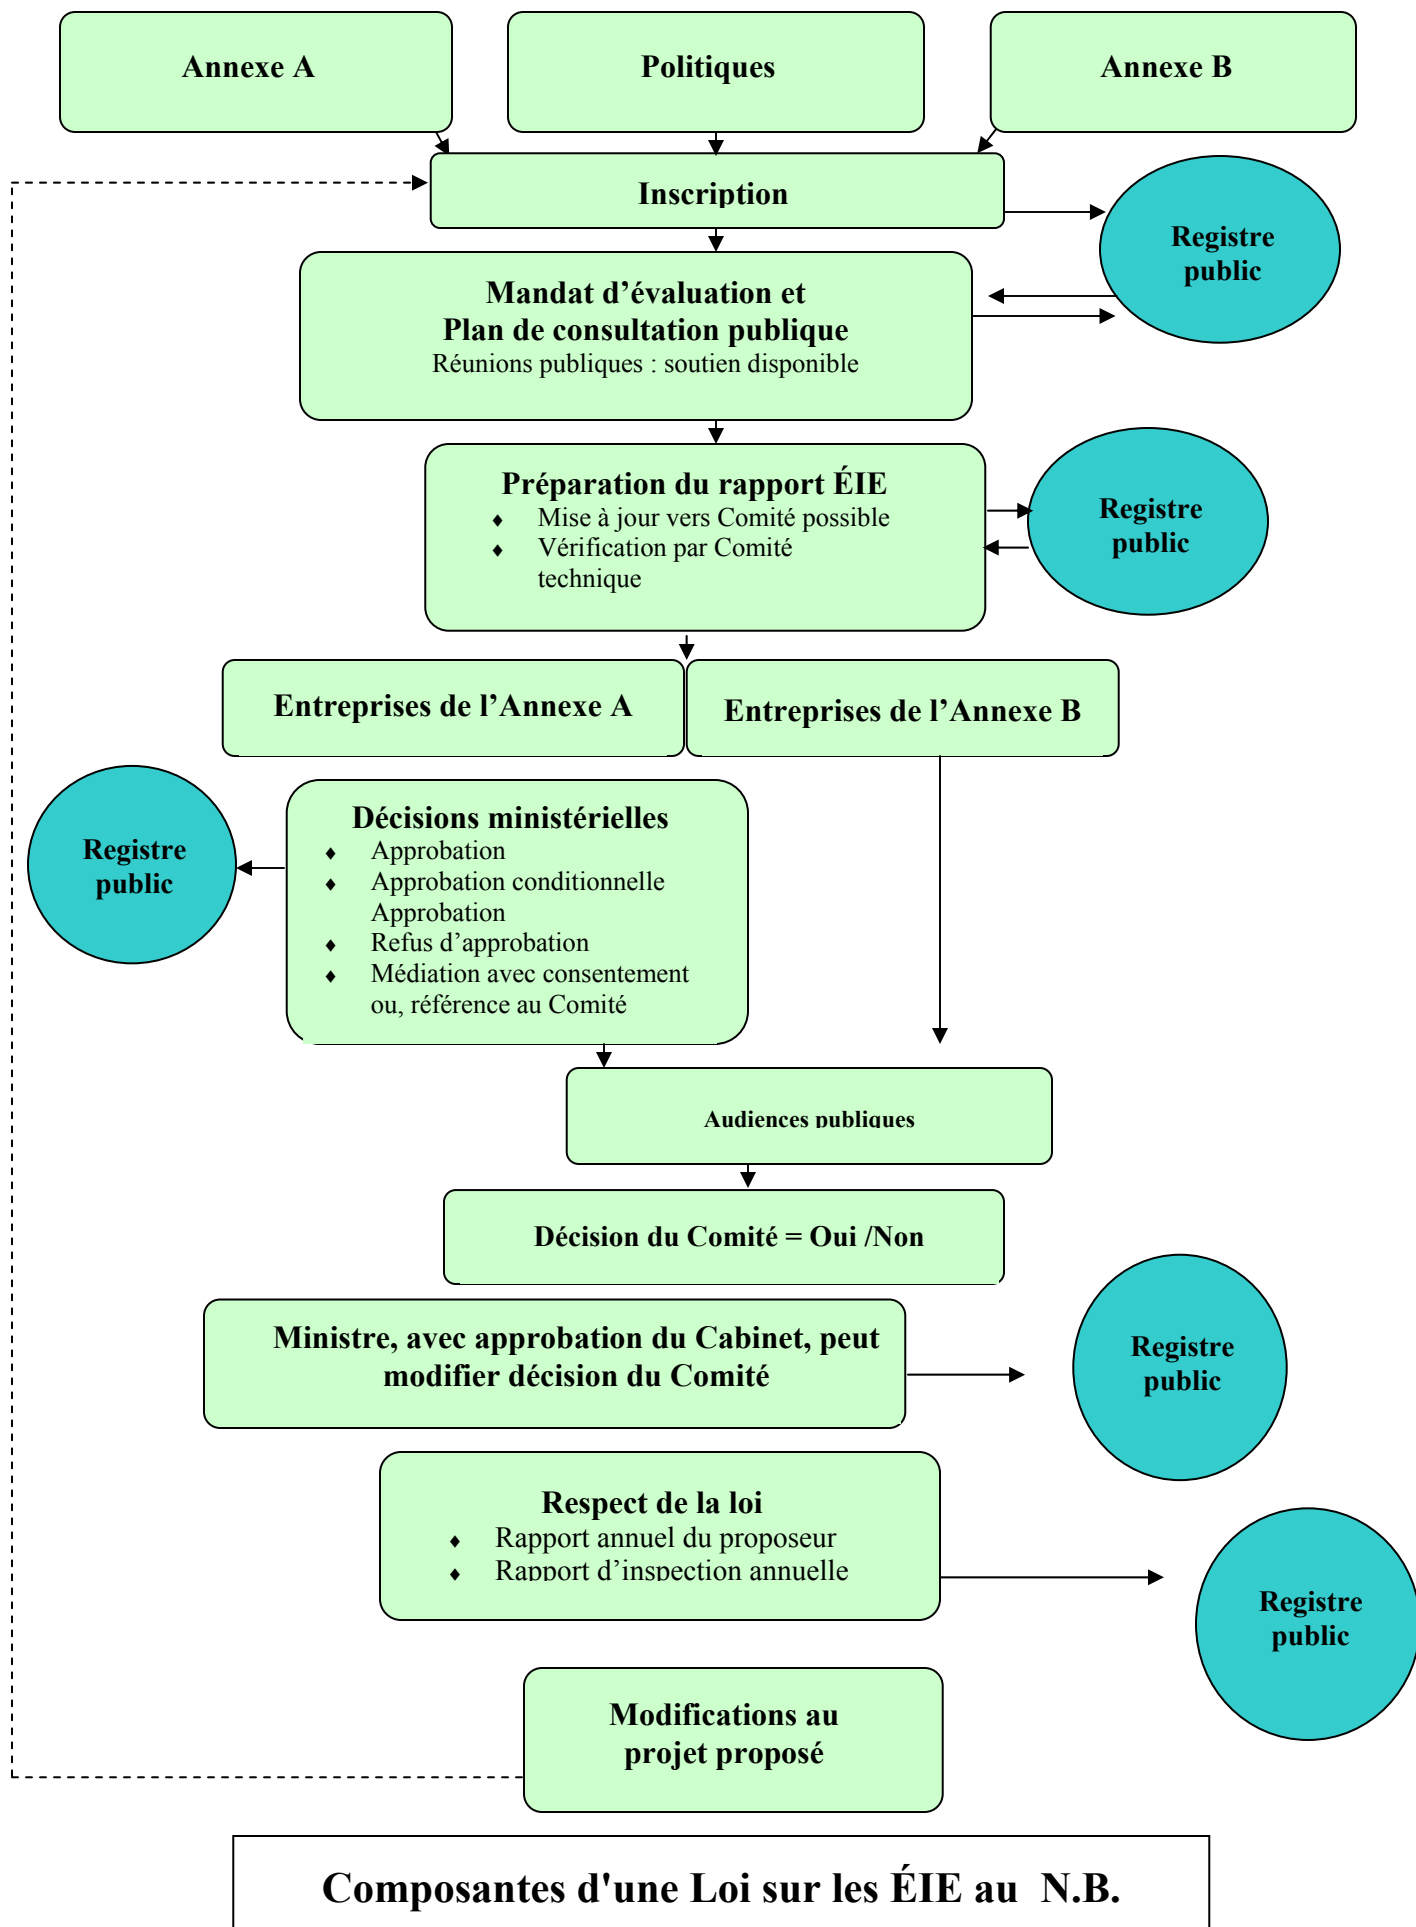 Annexe A
Politiques
Annexe B
Inscription
Registre
public
Mandat d’évaluation et
Plan de consultation publique
Réunions publiques : soutien disponible
Préparation du rapport ÉIE
♦ Mise à jour vers Comité possible
♦ Vérification par Comité
technique
Registre
public
Entreprises de l’Annexe A
Entreprises de l’Annexe B
Registre
public
Décisions ministérielles
♦ Approbation
♦ Approbation conditionnelle
Approbation
♦ Refus d’approbation
♦ Médiation avec consentement
ou, référence au Comité
Audiences publiques
Décision du Comité = Oui /Non
Ministre, avec approbation du Cabinet, peut
modifier décision du Comité
Registre
public
Respect de la loi
♦ Rapport annuel du proposeur
♦ Rapport d’inspection annuelle
Registre
public
Modifications au
projet proposé
Composantes d'une Loi sur les ÉIE au N.B.